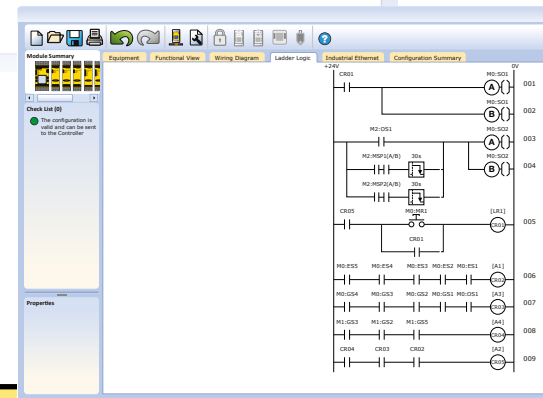 Module Summary
Equipment
Functional View
Wiring Diagram
Ladder Logic
Industrial Ethernet
Configuration Summary
Check List (0)
The configuration is
valid and can be sent
to the Controller
Properties
+24V 0V
CR01 M0:SO1
A 001
M0:SO1
B 002
M2:OS1 M0:SO2
A 003
M0:SO2
M2:MSP1(A/B) 30s
B 004
M2:MSP2(A/B) 30s
CR05 M0:MR1 [LR1]
CR01 005
CR01
M0:ES5 M0:ES4 M0:ES3 M0:ES2 M0:ES1 [A1]
CR02 006
M0:GS4 M0:GS3 M0:GS2 M0:GS1 M0:OS1 [A3]
CR03 007
M1:GS3 M1:GS2 M1:GS5 [A4]
CR04 008
CR04 CR03 CR02 [A2]
CR05 009